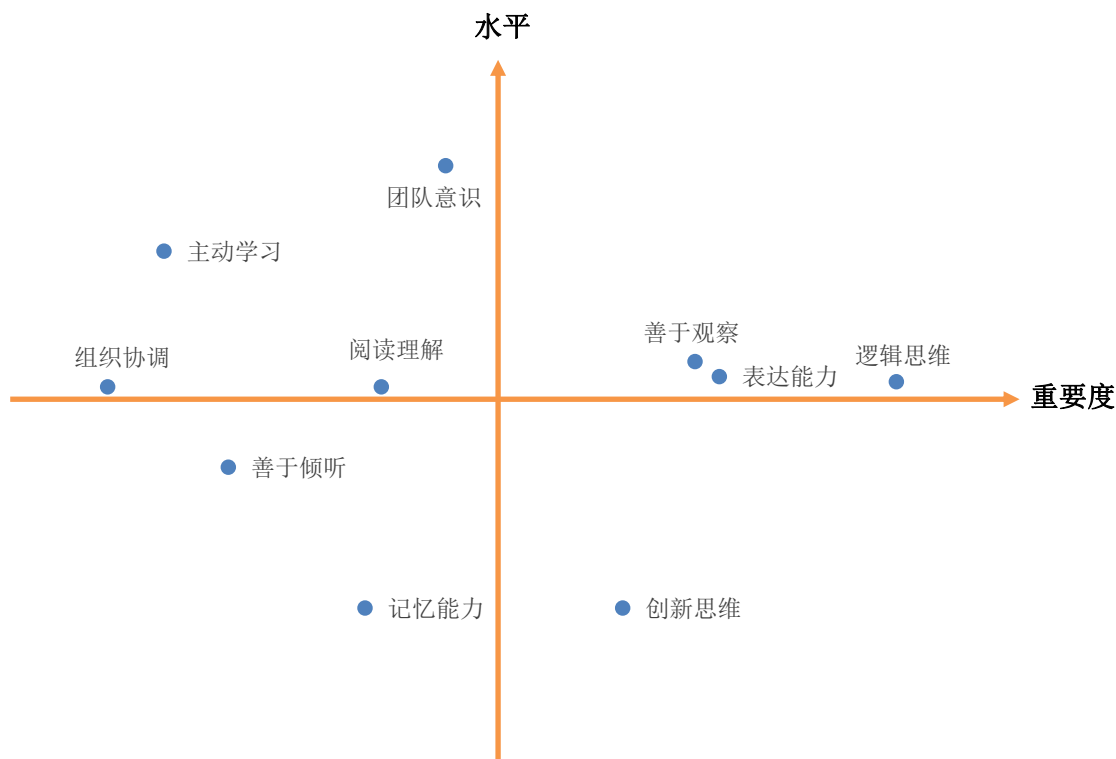 水平
团队意识
主动学习
善于观察
阅读理解
组织协调
逻辑思维
表达能力
重要度
善于倾听
记忆能力
创新思维